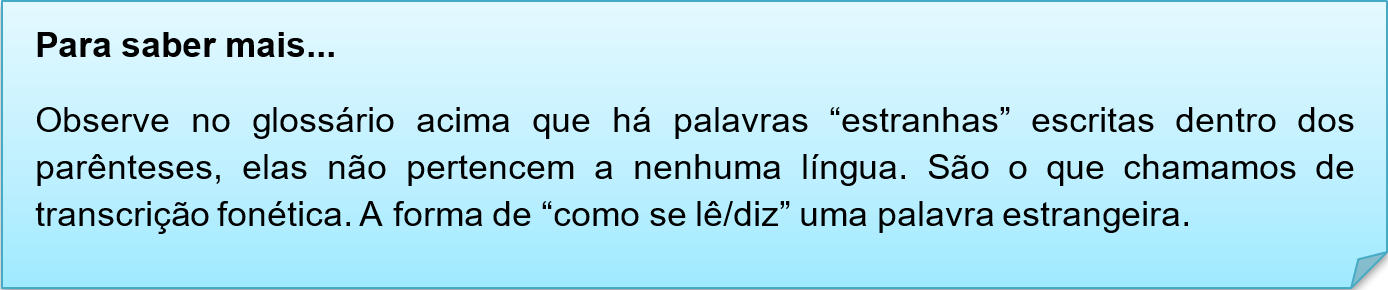 Para saber mais...
Observe no glossário acima que há palavras “estranhas” escritas dentro dos
parênteses, elas não pertencem a nenhuma língua. São o que chamamos de
transcrição fonética. A forma de “como se lê/diz” uma palavra estrangeira.